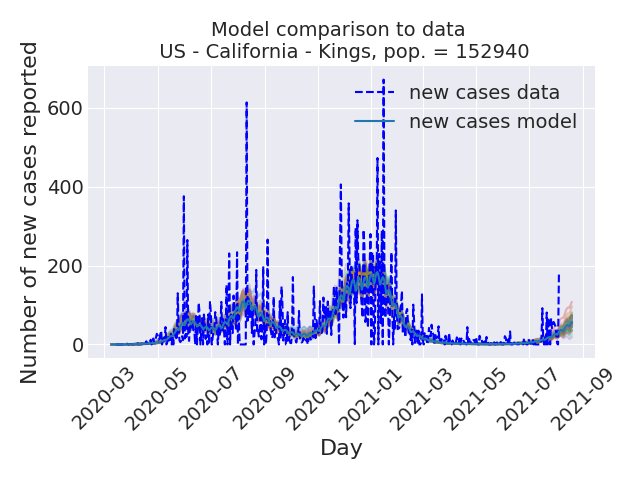 Model comparison to data
US - California - Kings, pop. = 152940
Number of new cases reported
600
400
200
0
new cases data
new cases model
2020-03
2020-05
2020-07
2020-09
2020-11
2021-01
2021-03
2021-05
2021-07
2021-09
Day